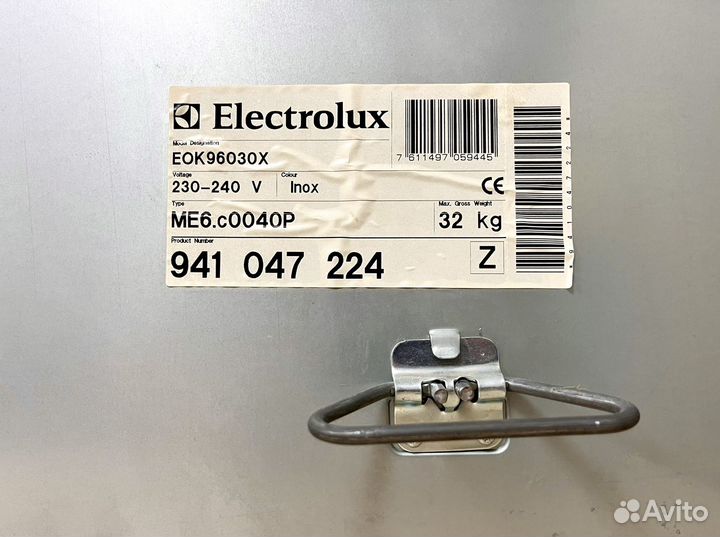 Electrolux
Model Designation
EOK96030X
7 611497 059445
Voltage
Colour
230-240 V
Inox
CE
Type
Max. Gross Weight
ME6.c0040P
32 kg
Product Number
941 047 224
Z
Avito